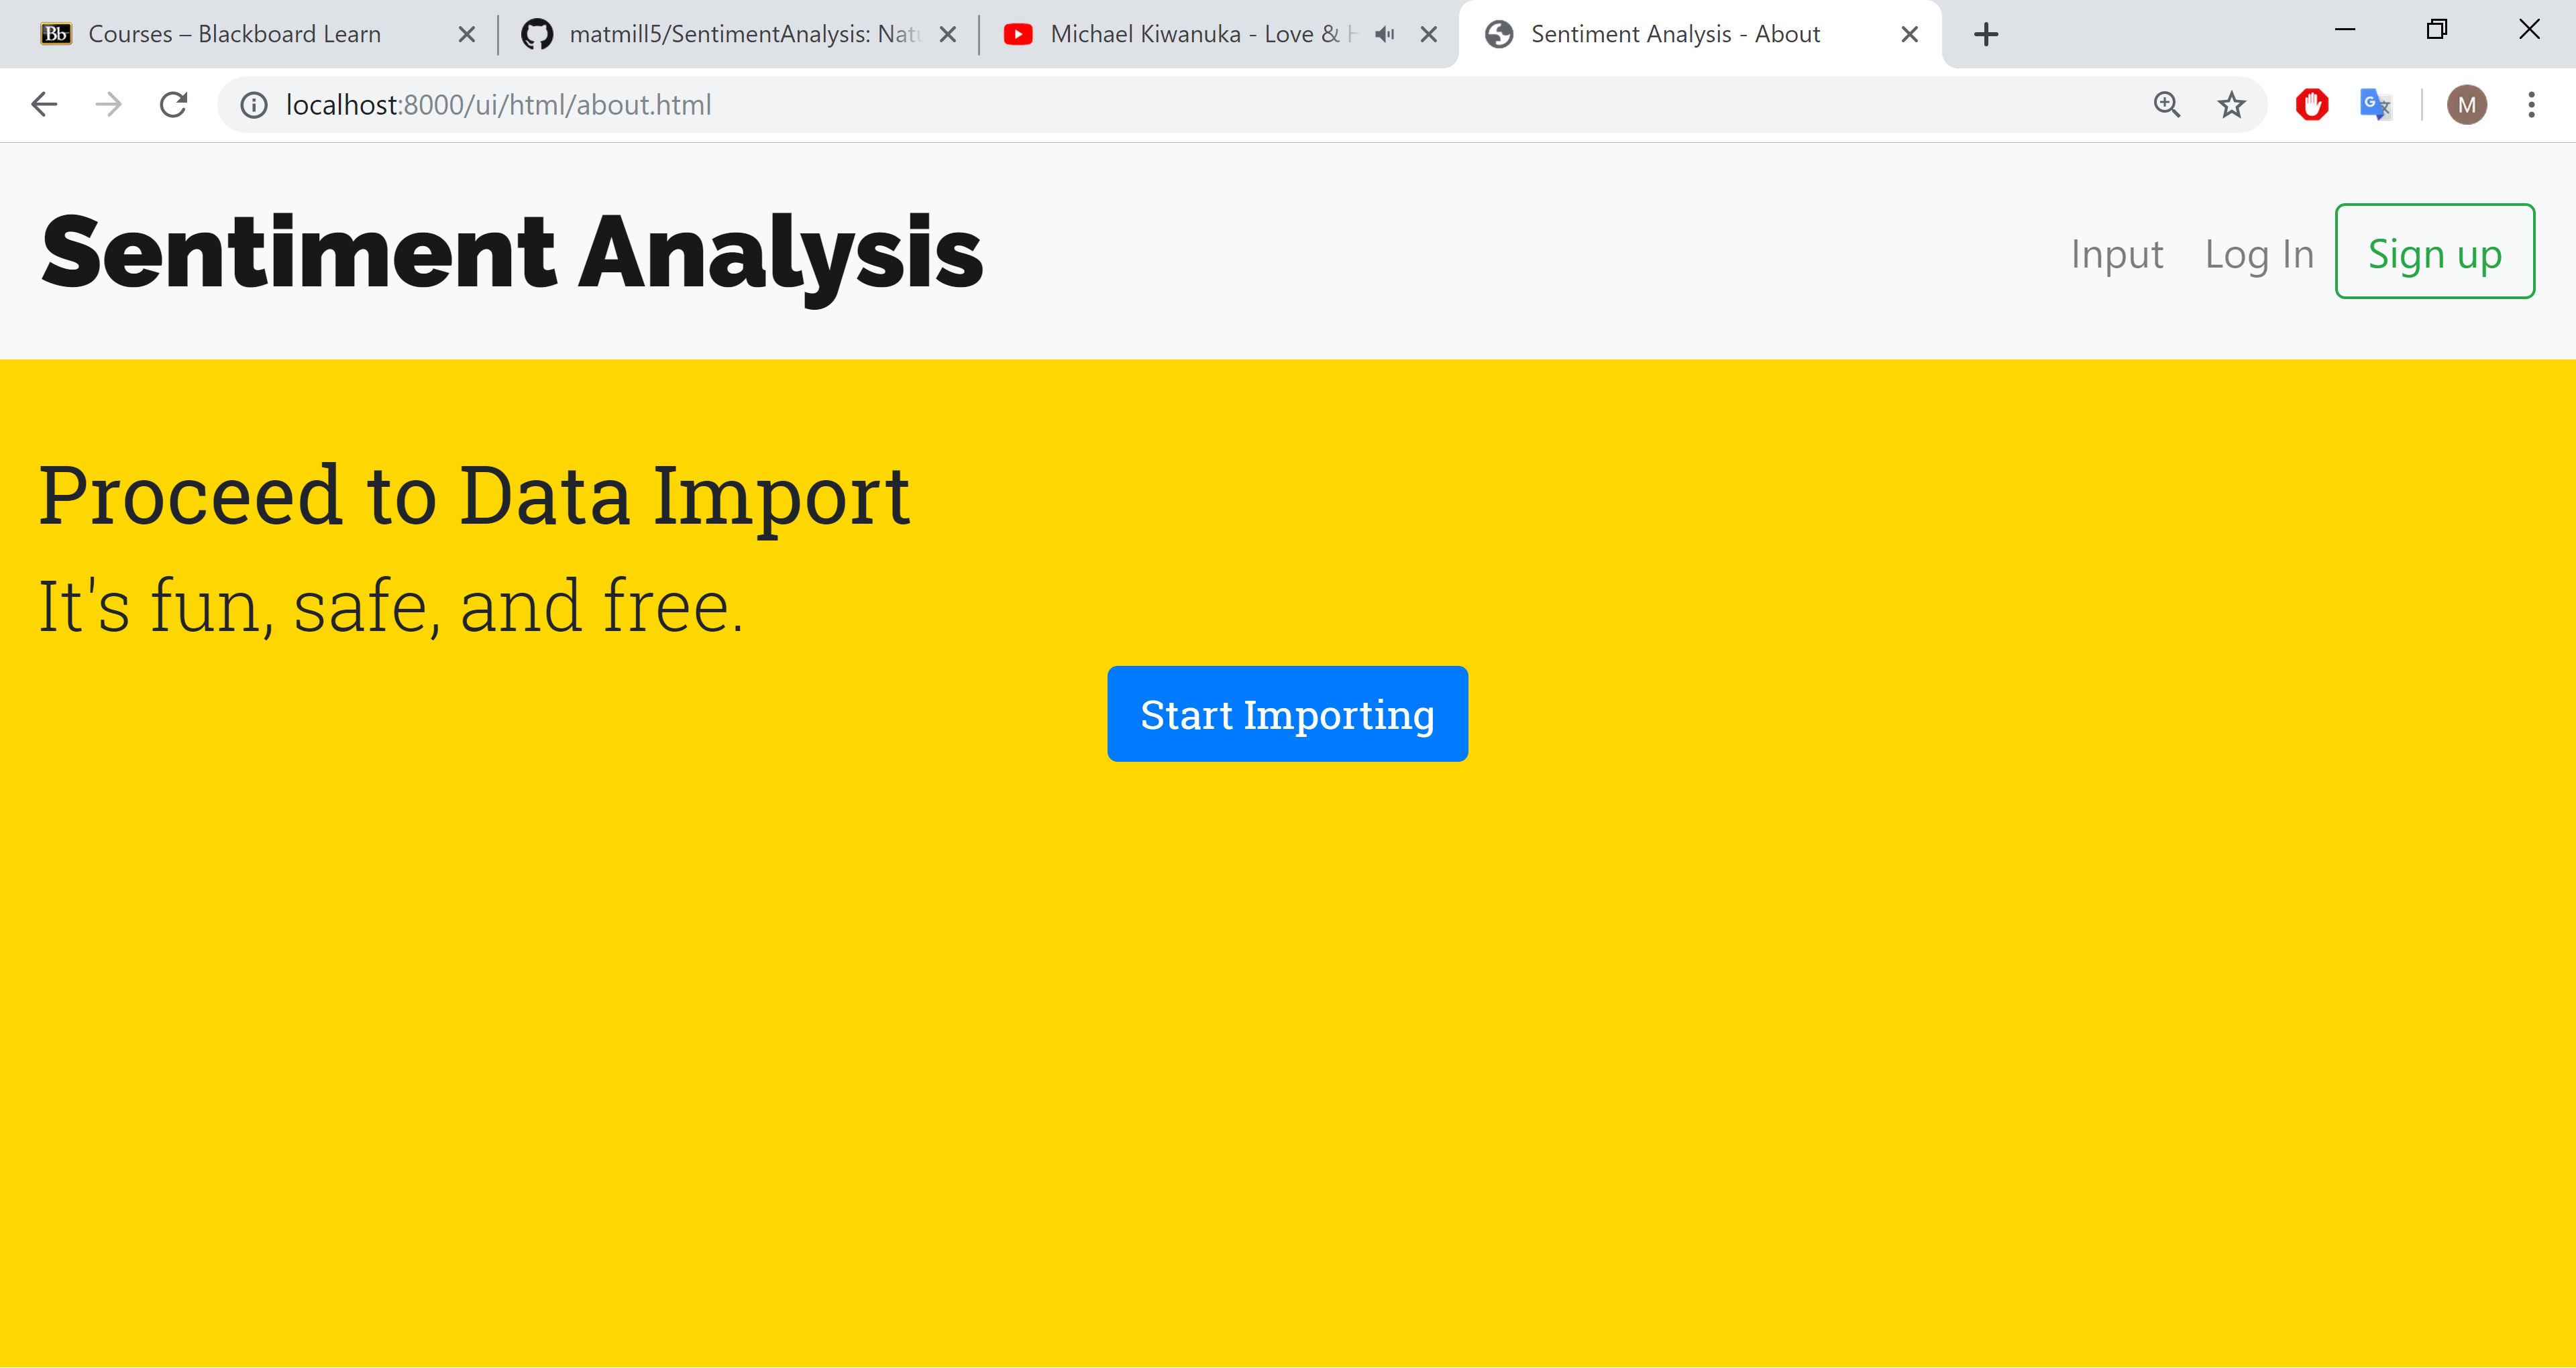 Bb Courses – Blackboard Learn
matmill5/SentimentAnalysis:
Michael Kiwanuka - Love &
Sentiment Analysis - About
localhost:8000/ui/html/about.html
M
Sentiment Analysis
Input
Log In
Sign up
Proceed to Data Import
It's fun, safe, and free.
Start Importing